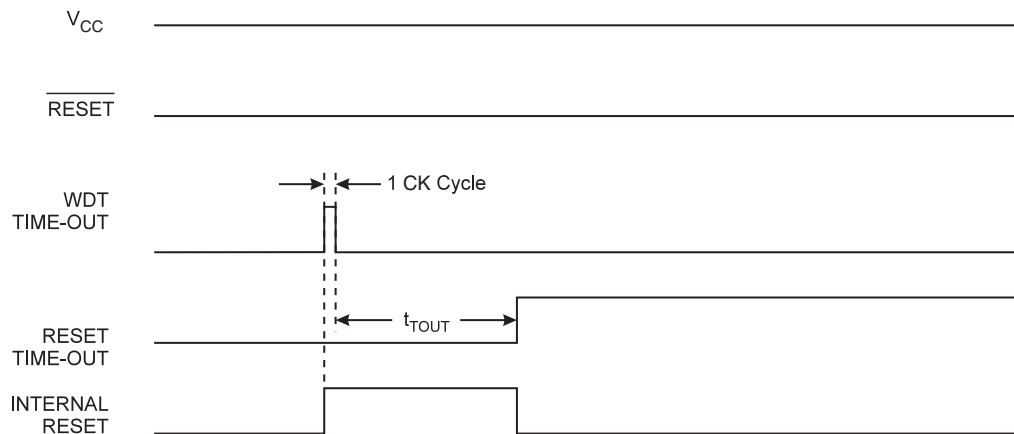 VCC
RESET
1 CK Cycle
WDT
TIME-OUT
tTOUT
RESET
TIME-OUT
INTERNAL
RESET